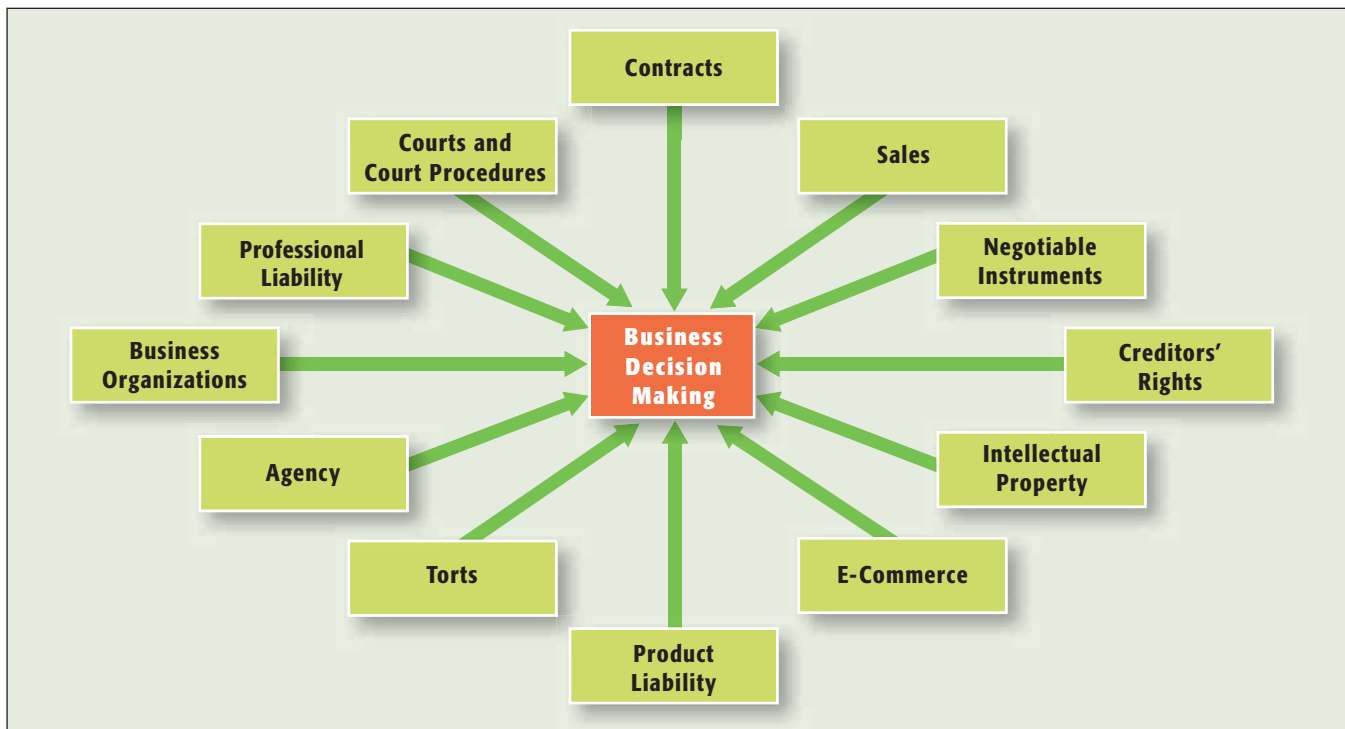 Contracts
Courts and
Court Procedures
Sales
Professional
Liability
Negotiable
Instruments
Business
Organizations
Business
Decision
Making
Creditors’
Rights
Agency
Intellectual
Property
Torts
E-Commerce
Product
Liability